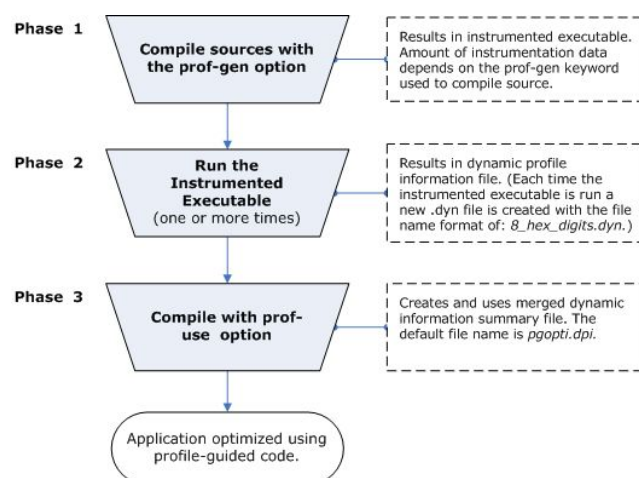 Phase 1
Compile sources with
the prof-gen option
Results in instrumented executable.
Amount of instrumentation data
depends on the prof-gen keyword
used to compile source.
Phase 2
Run the
Instrumented
Executable
(one or more times)
Results in dynamic profile
information file. (Each time the
instrumented executable is run a
new .dyn file is created with the file
name format of: 8_hex_digits.dyn.)
Phase 3
Compile with prof-
use option
Creates and uses merged dynamic
information summary file. The
default file name is pgopti.dpi.
Application optimized using
profile-guided code.